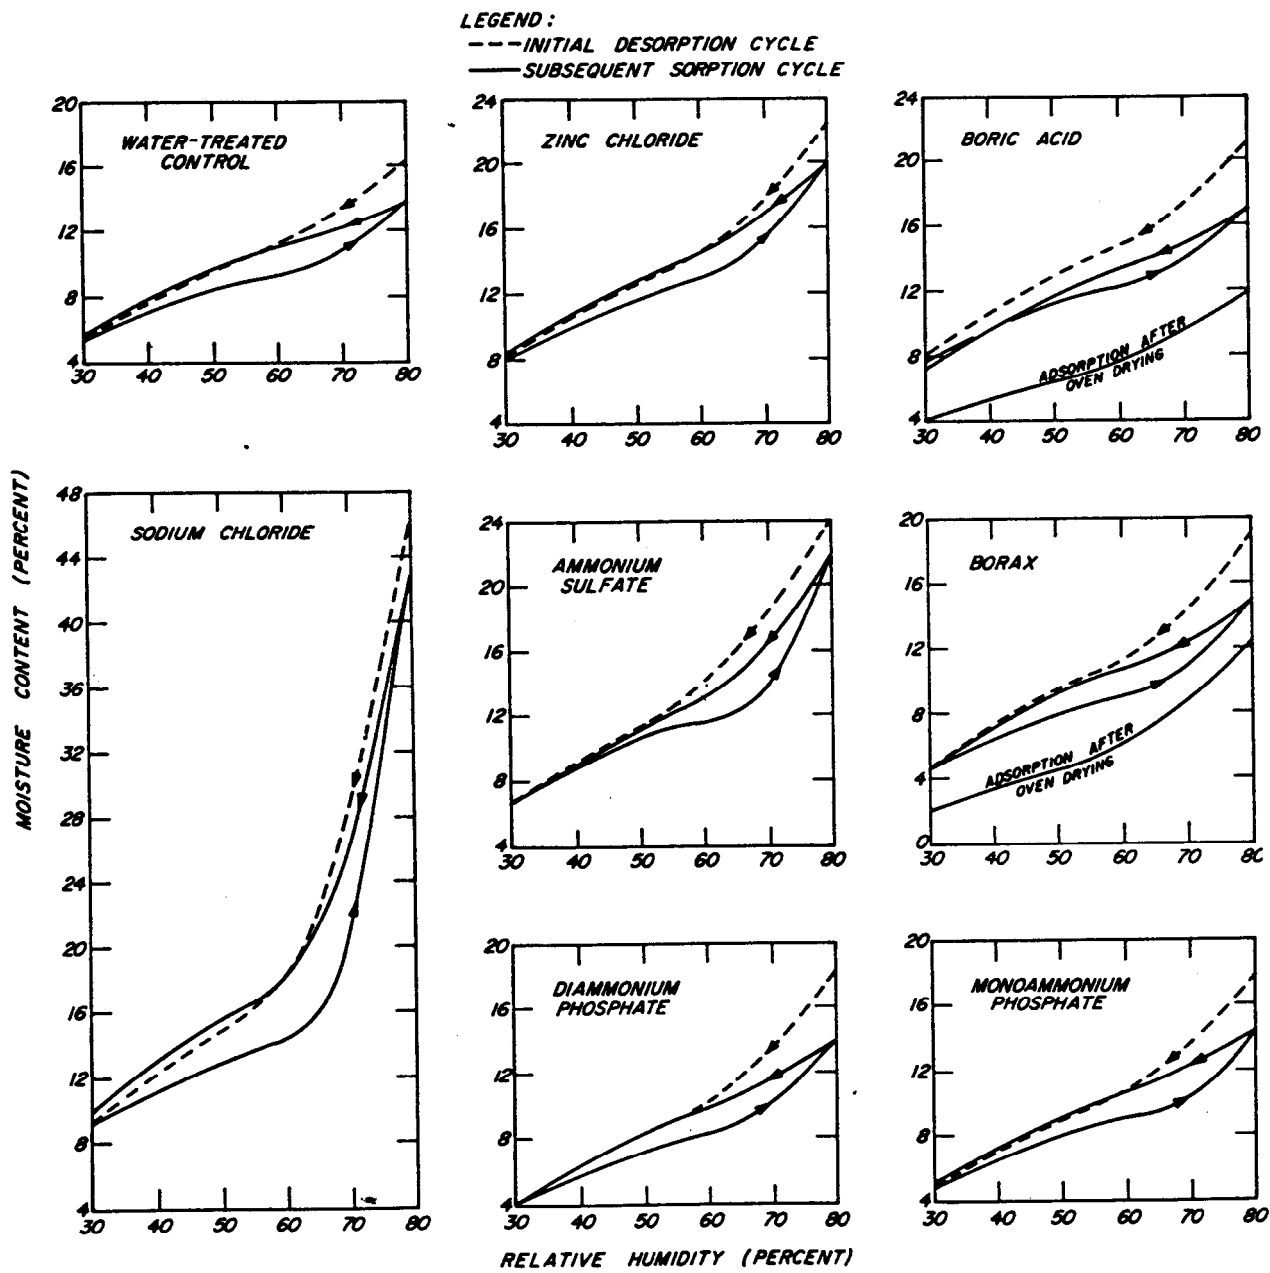 LEGEND:
INITIAL DESORPTION CYCLE
SUBSEQUENT SORPTION CYCLE
WATER-TREATED
CONTROL
20
16
12
8
4
30 40 50 60 70 80
ZINC CHLORIDE
24
20
16
12
8
4
30 40 50 60 70 80
BORIC ACID
24
20
16
12
8
4
ADSORPTION AFTER
OVEN DRYING
30 40 50 60 70 80
MOISTURE CONTENT (PERCENT)
SODIUM CHLORIDE
48
44
40
36
32
28
24
20
16
12
8
4
30 40 50 60 70 80
AMMONIUM
SULFATE
24
20
16
12
8
4
30 40 50 60 70 80
BORAX
20
16
12
8
4
0
ADSORPTION AFTER
OVEN DRYING
30 40 50 60 70 80
DIAMMONIUM
PHOSPHATE
20
16
12
8
4
30 40 50 60 70 80
MONOAMMONIUM
PHOSPHATE
20
16
12
8
4
30 40 50 60 70 80
RELATIVE HUMIDITY (PERCENT)